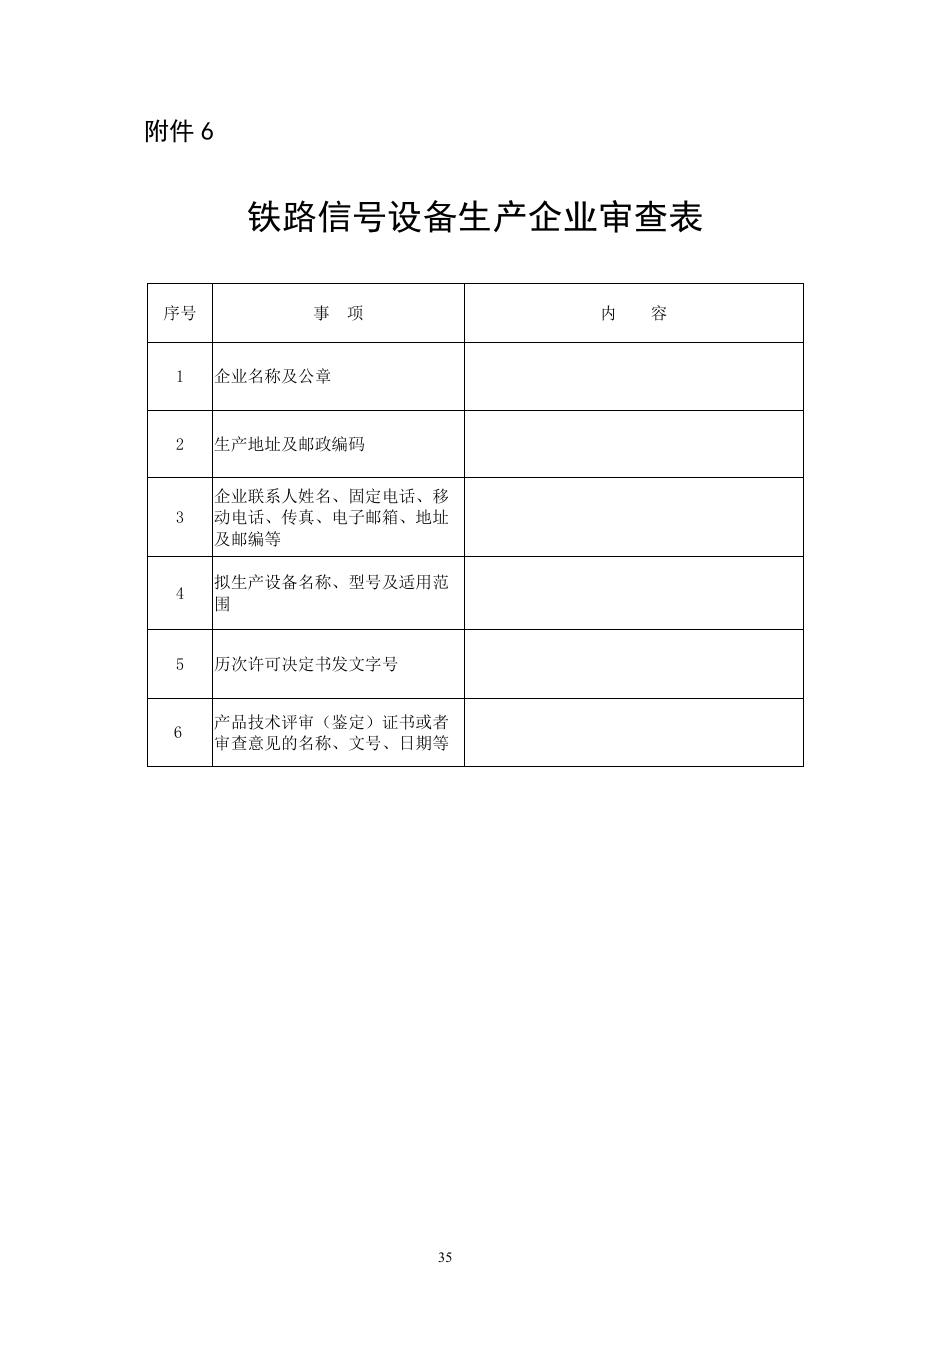 附件 6
铁路信号设备生产企业审查表
序号 事 项 内 容
1 企业名称及公章
2 生产地址及邮政编码
3 企业联系人姓名、固定电话、移
动电话、传真、电子邮箱、地址
及邮编等
4 拟生产设备名称、型号及适用范
围
5 历次许可决定书发文字号
6 产品技术评审（鉴定）证书或者
审查意见的名称、文号、日期等
35